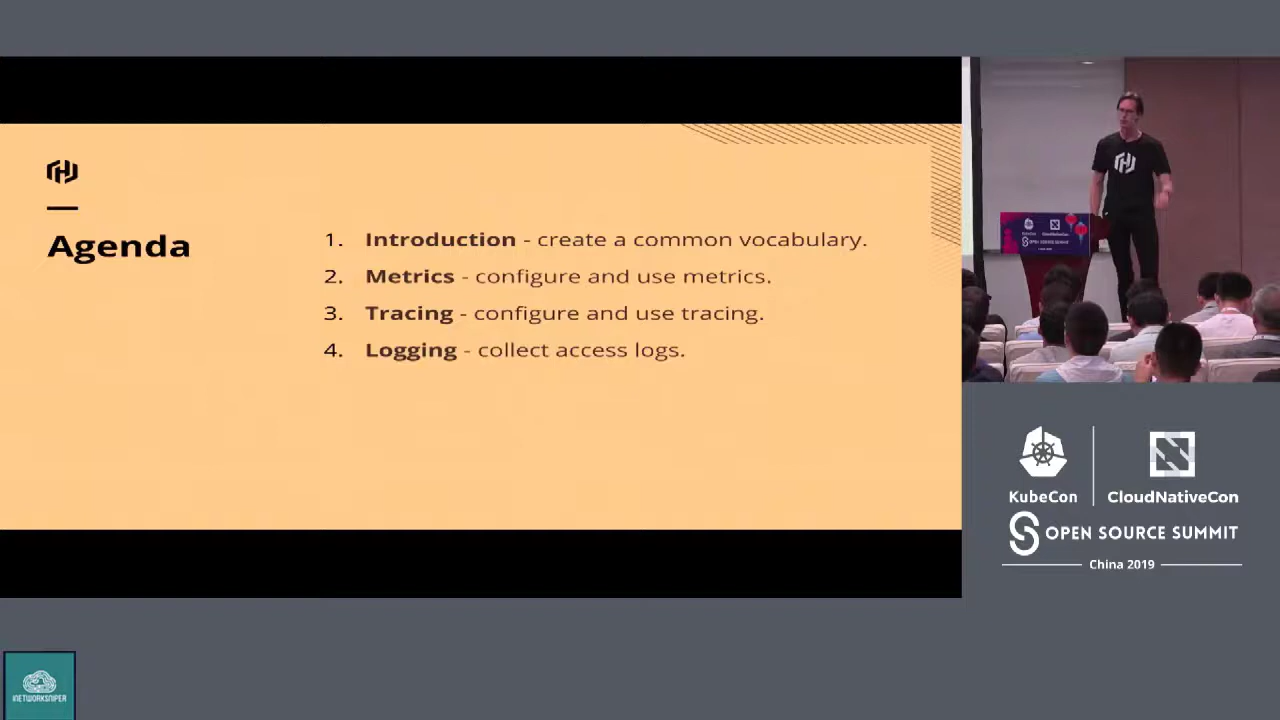 Agenda
1. Introduction - create a common vocabulary.
2. Metrics - configure and use metrics.
3. Tracing - configure and use tracing.
4. Logging - collect access logs.
KubeCon
CloudNativeCon
OPEN SOURCE SUMMIT
China 2019
INETWORKSNIPER